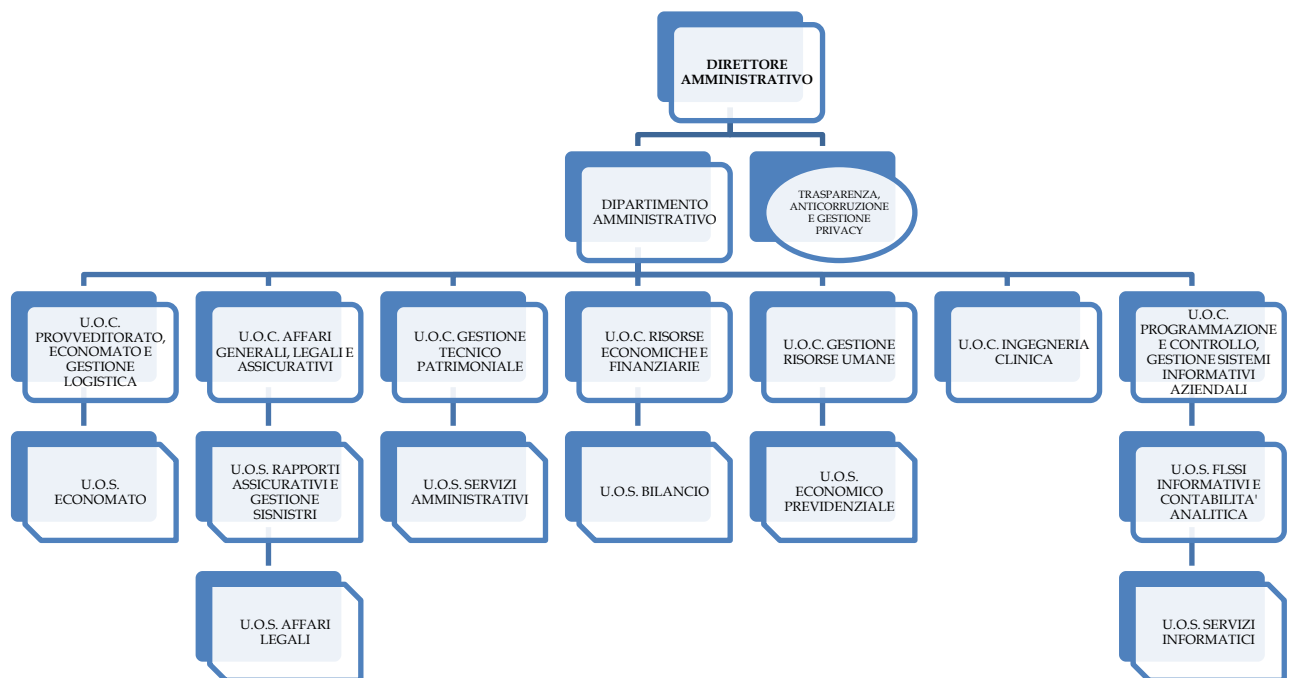 DIRETTORE
AMMINISTRATIVO
DIPARTIMENTO
AMMINISTRATIVO
TRASPARENZA,
ANTICORRUZIONE
E GESTIONE
PRIVACY
U.O.C.
PROVVEDITORATO,
ECONOMATO E
GESTIONE
LOGISTICA
U.O.C. AFFARI
GENERALI, LEGALI E
ASSICURATIVI
U.O.C. GESTIONE
TECNICO
PATRIMONIALE
U.O.C. RISORSE
ECONOMICHE E
FINANZIARIE
U.O.C. GESTIONE
RISORSE UMANE
U.O.C. INGEGNERIA
CLINICA
U.O.C.
PROGRAMMAZIONE
E CONTROLLO,
GESTIONE SISTEMI
INFORMATIVI
AZIENDALI
U.O.S.
ECONOMATO
U.O.S. RAPPORTI
ASSICURATIVI E
GESTIONE
SISNISTRI
U.O.S. SERVIZI
AMMINISTRATIVI
U.O.S. BILANCIO
U.O.S.
ECONOMICO
PREVIDENZIALE
U.O.S. FLSSI
INFORMATIVI E
CONTABILITA'
ANALITICA
U.O.S. AFFARI
LEGALI
U.O.S. SERVIZI
INFORMATICI